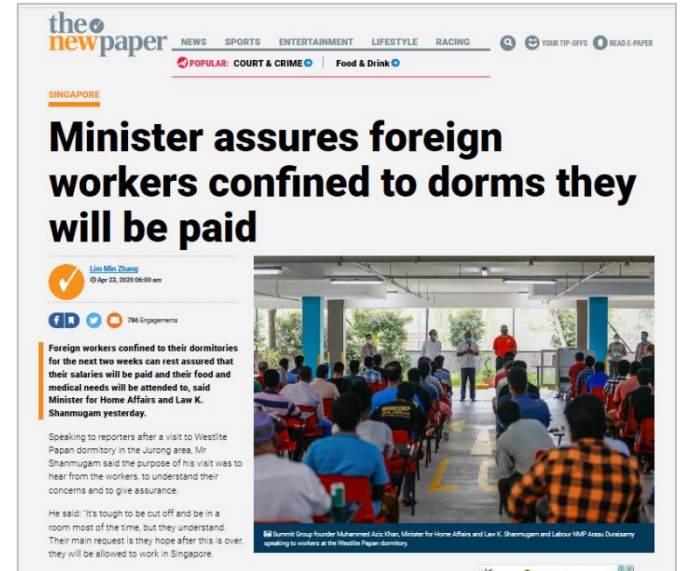 the
newpaper
NEWS SPORTS ENTERTAINMENT LIFESTYLE RACING
YOUR TIP-OFFS READ E-PAPER
POPULAR: COURT & CRIME Food & Drink
SINGAPORE
Minister assures foreign
workers confined to dorms they
will be paid
Lim Min Zhang
Apr 23, 2020 06:00 am
786 Engagements
Foreign workers confined to their dormitories
for the next two weeks can rest assured that
their salaries will be paid and their food and
medical needs will be attended to, said
Minister for Home Affairs and Law K.
Shanmugam yesterday.
Speaking to reporters after a visit to Westlite
Papan dormitory in the Jurong area, Mr
Shanmugam said the purpose of his visit was to
hear from the workers, to understand their
concerns and to give assurance.
He said: "It's tough to be cut off and be in a
room most of the time, but they understand.
Their main request is they hope after this is over,
they will be allowed to work in Singapore.
Summit Group founder Muhammed Aziz Khan, Minister for Home Affairs and Law K. Shanmugam and Labour NMP Arasu Duraisamy
speaking to workers at the Westlite Papan dormitory.